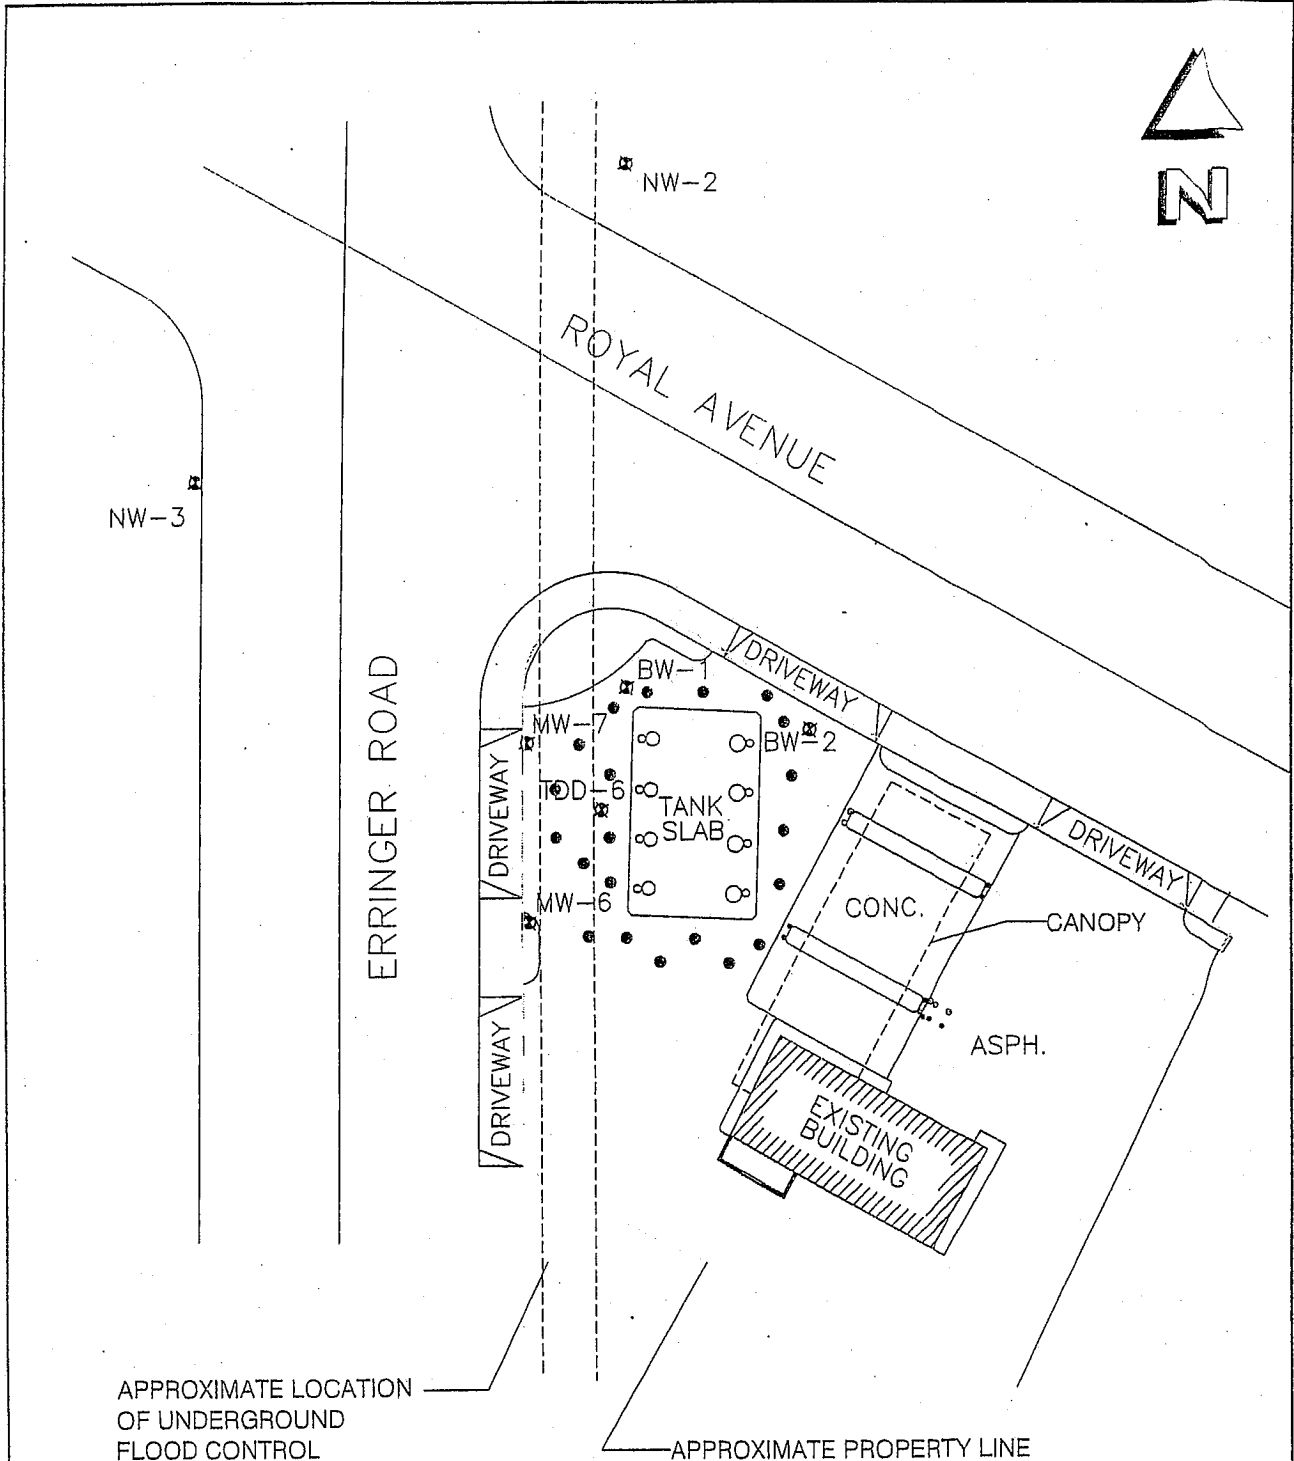 N
NW-2
ROYAL AVENUE
NW-3
ERRINGER ROAD
DRIVEWAY
BW-1
MW-7
BW-2
TDD-6
TANK
SLAB
DRIVEWAY
MW-6
CONC.
CANOPY
DRIVEWAY
ASPH.
DRIVEWAY
EXISTING
BUILDING
APPROXIMATE LOCATION
OF UNDERGROUND
FLOOD CONTROL
APPROXIMATE PROPERTY LINE